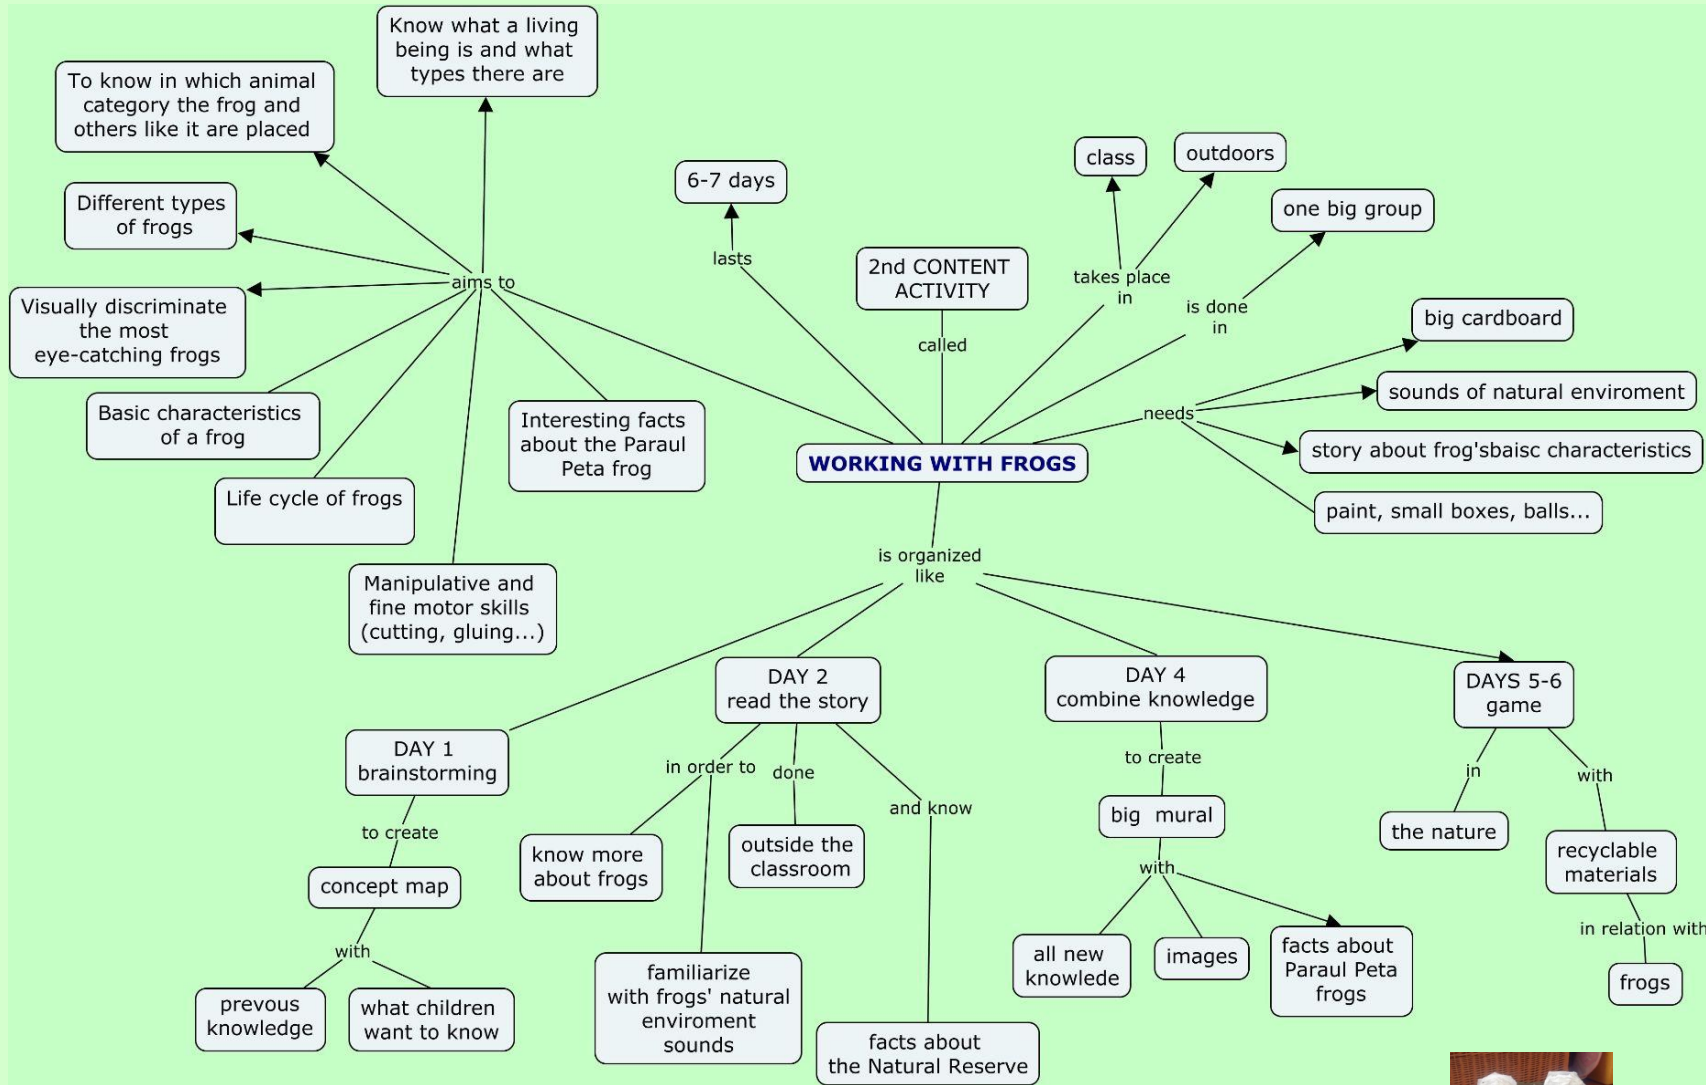 Know what a living
being is and what
types there are
To know in which animal
category the frog and
others like it are placed
Different types
of frogs
Visually discriminate
the most
eye-catching frogs
Basic characteristics
of a frog
Life cycle of frogs
Manipulative and
fine motor skills
(cutting, gluing...)
Interesting facts
about the Paraul
Peta frog
aims to
6-7 days
lasts
2nd CONTENT
ACTIVITY
called
class
outdoors
takes place
in
one big group
is done
in
big cardboard
sounds of natural enviroment
needs
story about frog'sbaisc characteristics
paint, small boxes, balls...
WORKING WITH FROGS
is organized
like
DAY 1
brainstorming
to create
concept map
with
prevous
knowledge
what children
want to know
DAY 2
read the story
in order to
done
and know
know more
about frogs
outside the
classroom
familiarize
with frogs' natural
enviroment
sounds
facts about
the Natural Reserve
DAY 4
combine knowledge
to create
big mural
with
all new
knowlede
images
facts about
Paraul Peta
frogs
DAYS 5-6
game
in
with
the nature
recyclable
materials
in relation with
frogs